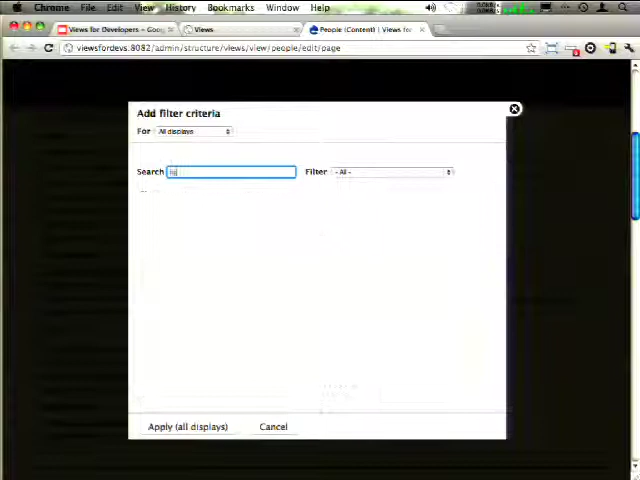 Chrome File Edit View History Bookmarks Window Help
Views for Developers – Goog
Views
People (Content) | Views for
viewsfordevs:8082/admin/structure/views/view/people/edit/page
Add filter criteria
For All displays
Search
Filter - All -
Apply (all displays) Cancel